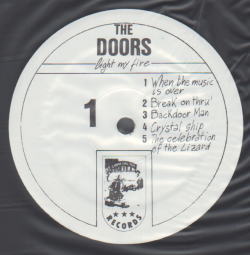 THE
DOORS
light my fire
1
1 When the music
is over
2 Break on thru'
3 Backdoor Man
4 Crystal ship
5 The celebration
of the Lizard
RECORDS